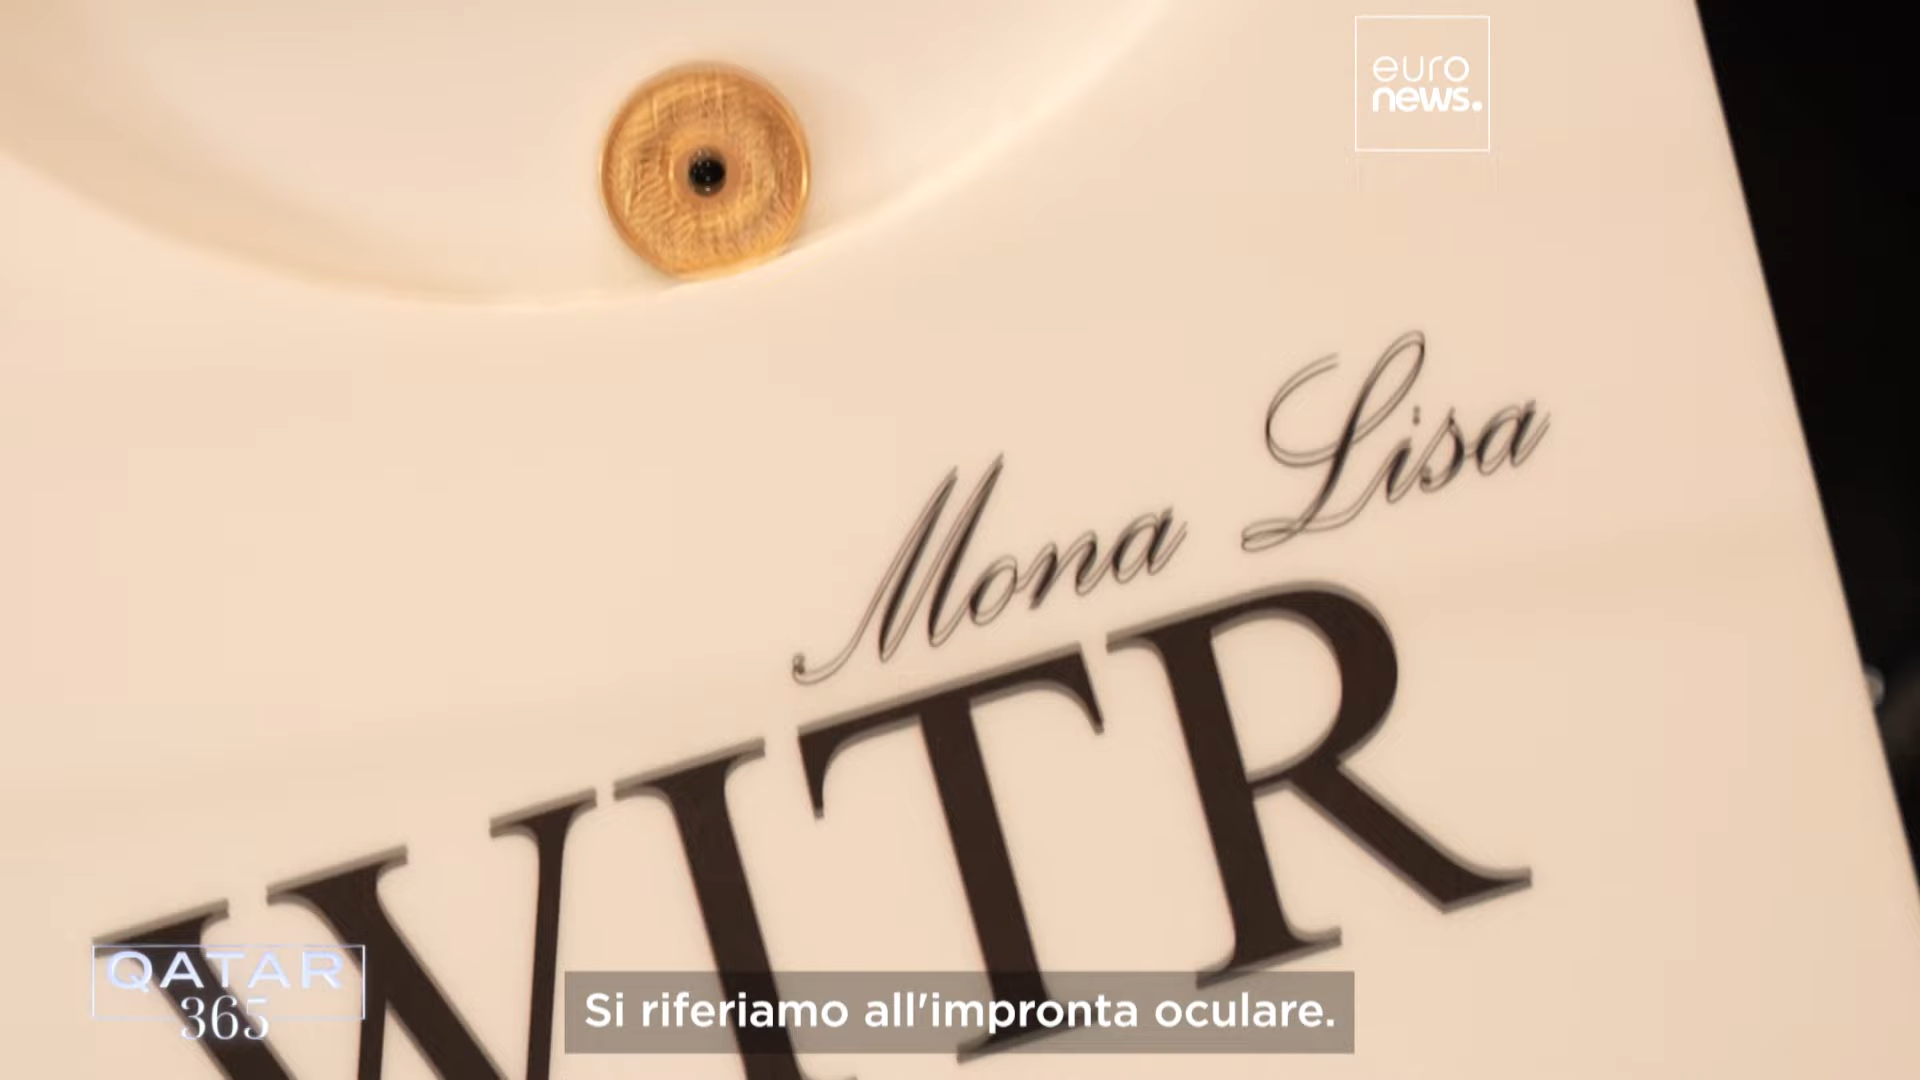 euro
news.
Mona Lisa
WITR
QATAR
365
Si riferiamo all'impronta oculare.